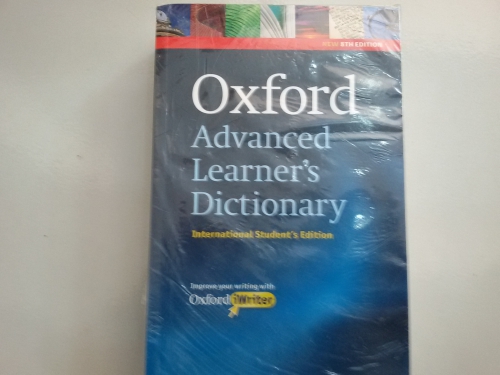 NEW 8TH EDITION
Oxford
Advanced
Learner's
Dictionary
International Student's Edition
Improve your writing with
Oxford iWriter